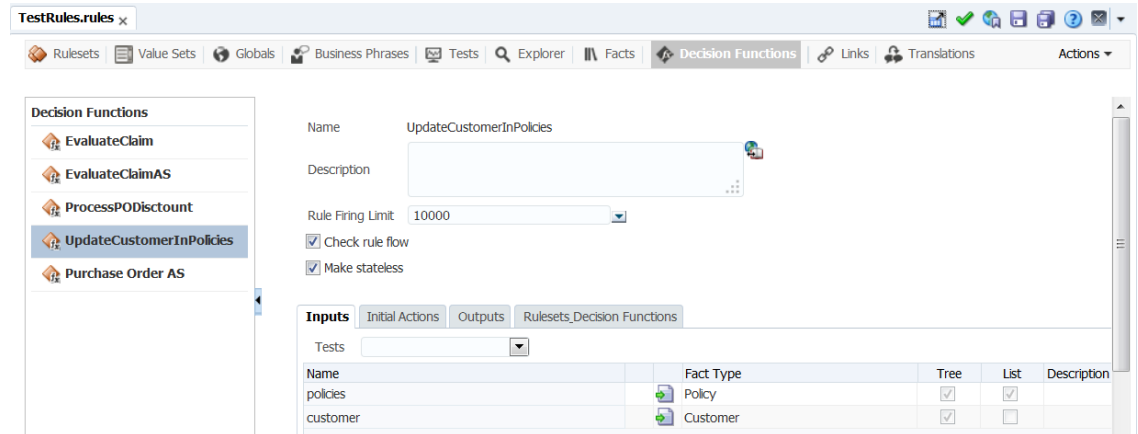 TestRules.rules
Rulesets Value Sets Globals Business Phrases Tests Explorer Facts Decision Functions Links Translations Actions
Decision Functions
EvaluateClaim
EvaluateClaimAS
ProcessPODisctount
UpdateCustomerInPolicies
Purchase Order AS
Name UpdateCustomerInPolicies
Description
Rule Firing Limit 10000
Check rule flow
Make stateless
Inputs Initial Actions Outputs Rulesets_Decision Functions
Tests
Name Fact Type Tree List Description
policies Policy
customer Customer